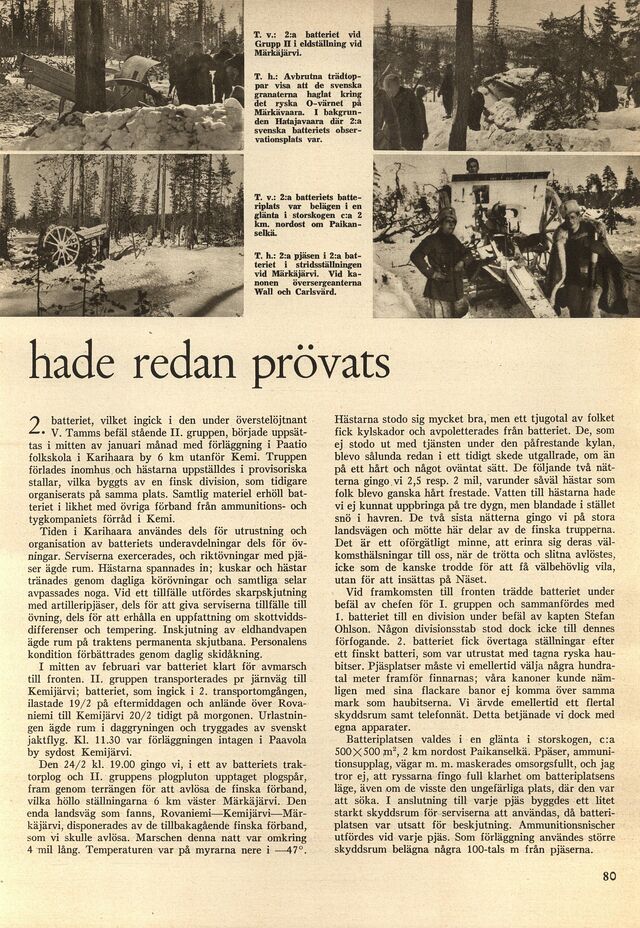 T. v.: 2:a batteriet vid
Grupp II i eldställning vid
Märkäjärvi.
T. h.: Avbrutna trädtop-
par visa att de svenska
granaterna haglat kring
det ryska O-värnet på
Märkävaara. I bakgrun-
den Hatajavaara där 2:a
svenska batteriets obser-
vationsplats var.
T. v.: 2:a batteriets batte-
riplats var belägen i en
glänta i storskogen c:a 2
km. nordost om Paikan-
selkä.
T. h.: 2:a pjäsen i 2:a bat-
teriet i stridsställningen
vid Märkäjärvi. Vid ka-
nonen översergeanterna
Wall och Carlsvärd.
hade redan prövats
2. batteriet, vilket ingick i den under överstelöjtnant
V. Tamms befäl stående II. gruppen, började uppsät-
tas i mitten av januari månad med förläggning i Paatio
folkskola i Karihaara by 6 km utanför Kemi. Truppen
förlades inomhus och hästarna uppställdes i provisoriska
stallar, vilka byggts av en finsk division, som tidigare
organiserats på samma plats. Samtlig materiel erhöll bat-
teriet i likhet med övriga förband från ammunitions- och
tygkompaniets förråd i Kemi.
Tiden i Karihaara användes dels för utrustning och
organisation av batteriets underavdelningar dels för öv-
ningar. Serviserna exercerades, och riktövningar med pjä-
ser ägde rum. Hästarna spannades in; kuskar och hästar
tränades genom dagliga körövningar och samtliga selar
avpassades noga. Vid ett tillfälle utfördes skarpskjutning
med artilleripjäser, dels för att giva serviserna tillfälle till
övning, dels för att erhålla en uppfattning om skottvidds-
differenser och tempering. Inskjutning av eldhandvapen
ägde rum på traktens permanenta skjutbana. Personalens
kondition förbättrades genom daglig skidåkning.
I mitten av februari var batteriet klart för avmarsch
till fronten. II. gruppen transporterades pr järnväg till
Kemijärvi; batteriet, som ingick i 2. transportomgången,
ilastade 19/2 på eftermiddagen och anlände över Rova-
niemi till Kemijärvi 20/2 tidigt på morgonen. Urlastnin-
gen ägde rum i daggryningen och tryggades av svenskt
jaktflyg. Kl. 11.30 var förläggningen intagen i Paavola
by sydost Kemijärvi.
Den 24/2 kl. 19.00 gingo vi, i ett av batteriets trak-
torplog och II. gruppens plogpluton upptaget plogspår,
fram genom terrängen för att avlösa de finska förband,
vilka höllo ställningarna 6 km väster Märkäjärvi. Den
enda landsväg som fanns, Rovaniemi—Kemijärvi—Mär-
käjärvi, disponerades av de tillbakagående finska förband,
som vi skulle avlösa. Marschen denna natt var omkring
4 mil lång. Temperaturen var på myrarna nere i —47°.
Hästarna stodo sig mycket bra, men ett tjugotal av folket
fick kylskador och avpoletterades från batteriet. De, som
ej stodo ut med tjänsten under den påfrestande kylan,
blevo sålunda redan i ett tidigt skede utgallrade, om än
på ett hårt och något oväntat sätt. De följande två nät-
terna gingo vi 2,5 resp. 2 mil, varunder såväl hästar som
folk blevo ganska hårt frestade. Vatten till hästarna hade
vi ej kunnat uppbringa på tre dygn, men blandade i stället
snö i havren. De två sista nätterna gingo vi på stora
landsvägen och mötte här delar av de finska trupperna.
Det är ett oförgätligt minne, att erinra sig deras väl-
komsthälsningar till oss, när de trötta och slitna avlöstes,
icke som de kanske trodde för att få välbehövlig vila,
utan för att insättas på Näset.
Vid framkomsten till fronten trädde batteriet under
befäl av chefen för I. gruppen och sammanfördes med
1. batteriet till en division under befäl av kapten Stefan
Ohlson. Någon divisionsstab stod dock icke till dennes
förfogande. 2. batteriet fick övertaga ställningar efter
ett finskt batteri, som var utrustat med tagna ryska hau-
bitser. Pjäsplatser måste vi emellertid välja några hundra-
tal meter framför finnarnas; våra kanoner kunde näm-
ligen med sina flackare banor ej komma över samma
mark som haubitserna. Vi ärvde emellertid ett flertal
skyddsrum samt telefonnät. Detta betjänade vi dock med
egna apparater.
Batteriplatsen valdes i en glänta i storskogen, c:a
500×500 m², 2 km nordost Paikanselkä. Ppäser, ammuni-
tionsupplag, vägar m. m. maskerades omsorgsfullt, och jag
tror ej, att ryssarna fingo full klarhet om batteriplatsens
läge, även om de visste den ungefärliga plats, där den var
att söka. I anslutning till varje pjäs byggdes ett litet
starkt skyddsrum för serviserna att användas, då batteri-
platsen var utsatt för beskjutning. Ammunitionsnischer
utfördes vid varje pjäs. Som förläggning användes större
skyddsrum belägna några 100-tals m från pjäserna.
80